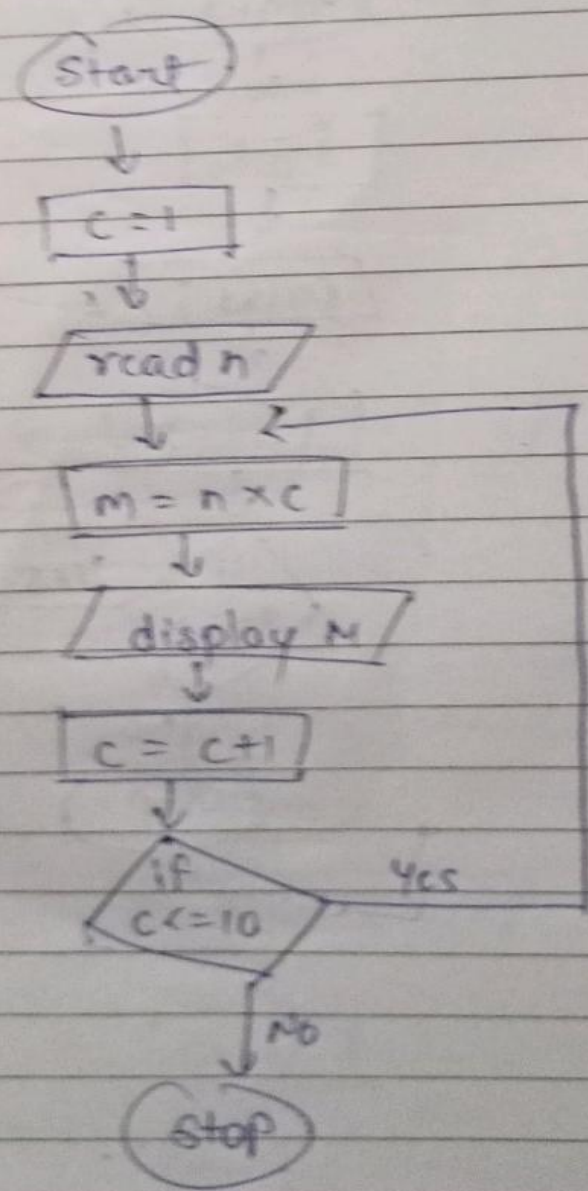 Start
c = 1
read n
m = n × c
display M
c = c+1
if
c <= 10
Yes
No
Stop